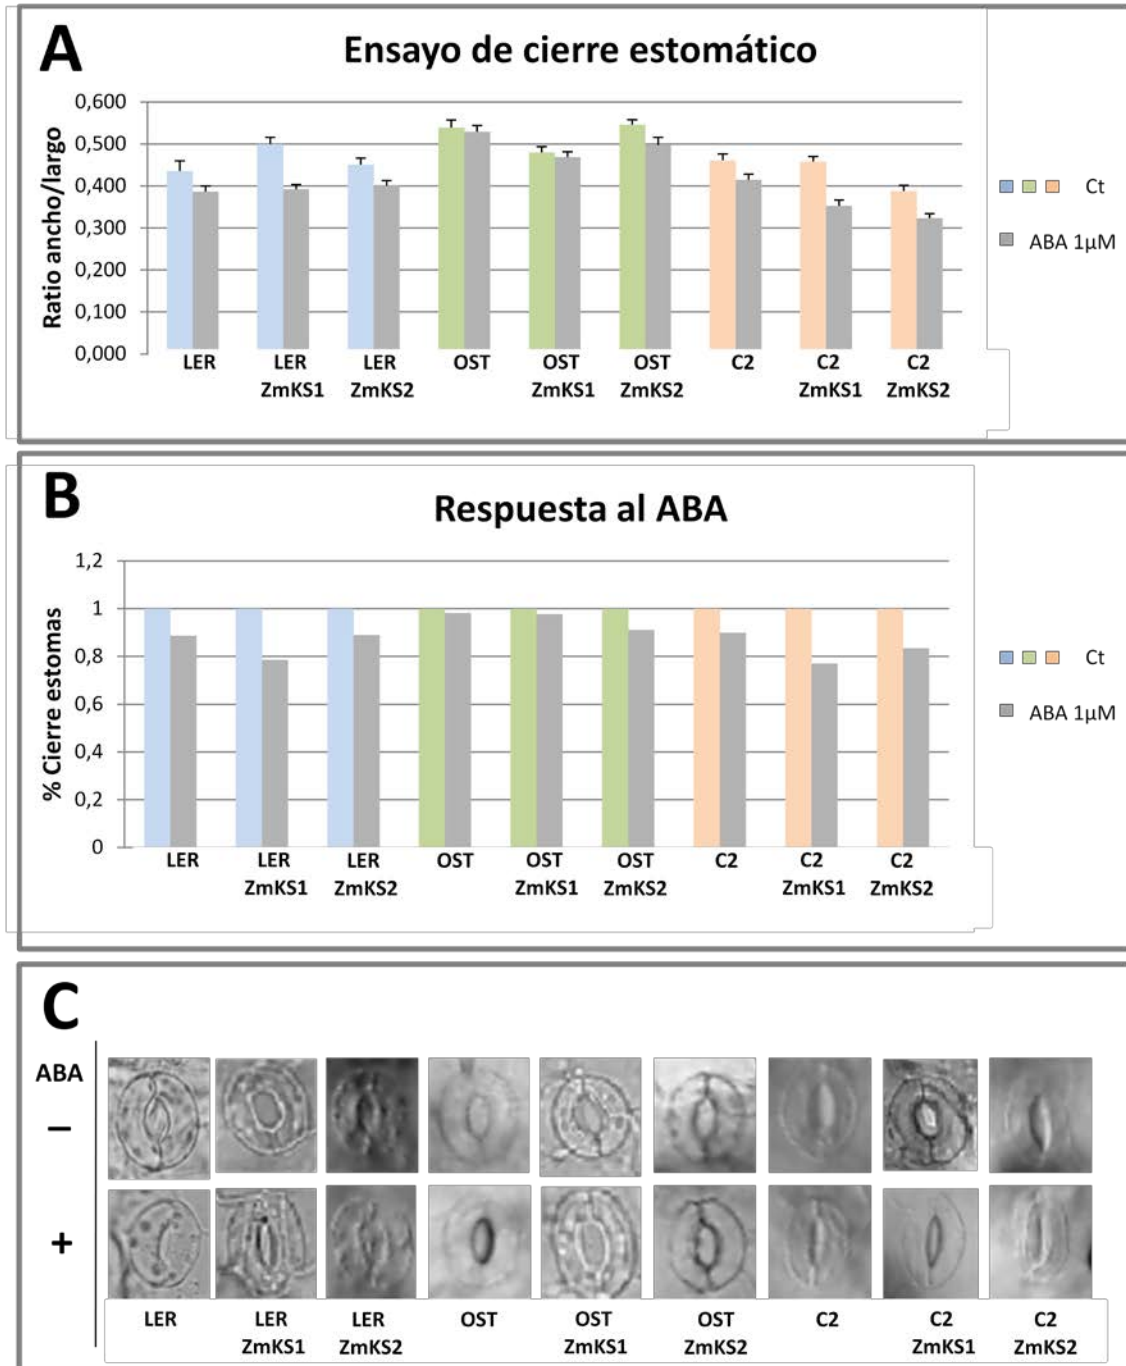 A
Ensayo de cierre estomático
Ratio ancho/largo
0,600
0,500
0,400
0,300
0,200
0,100
0,000
LER
LER
ZmKS1
LER
ZmKS2
OST
OST
ZmKS1
OST
ZmKS2
C2
C2
ZmKS1
C2
ZmKS2
Ct
ABA 1µM
B
Respuesta al ABA
% Cierre estomas
1,2
1
0,8
0,6
0,4
0,2
0
LER
LER
ZmKS1
LER
ZmKS2
OST
OST
ZmKS1
OST
ZmKS2
C2
C2
ZmKS1
C2
ZmKS2
Ct
ABA 1µM
C
ABA
–
+
LER
LER
ZmKS1
LER
ZmKS2
OST
OST
ZmKS1
OST
ZmKS2
C2
C2
ZmKS1
C2
ZmKS2